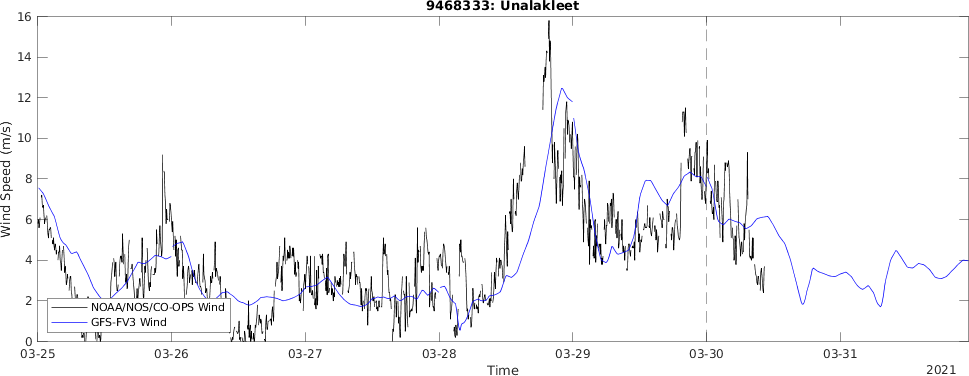 9468333: Unalakleet
16
14
12
10
8
6
4
2
0
Wind Speed (m/s)
NOAA/NOS/CO-OPS Wind
GFS-FV3 Wind
03-25 03-26 03-27 03-28 03-29 03-30 03-31
Time
2021